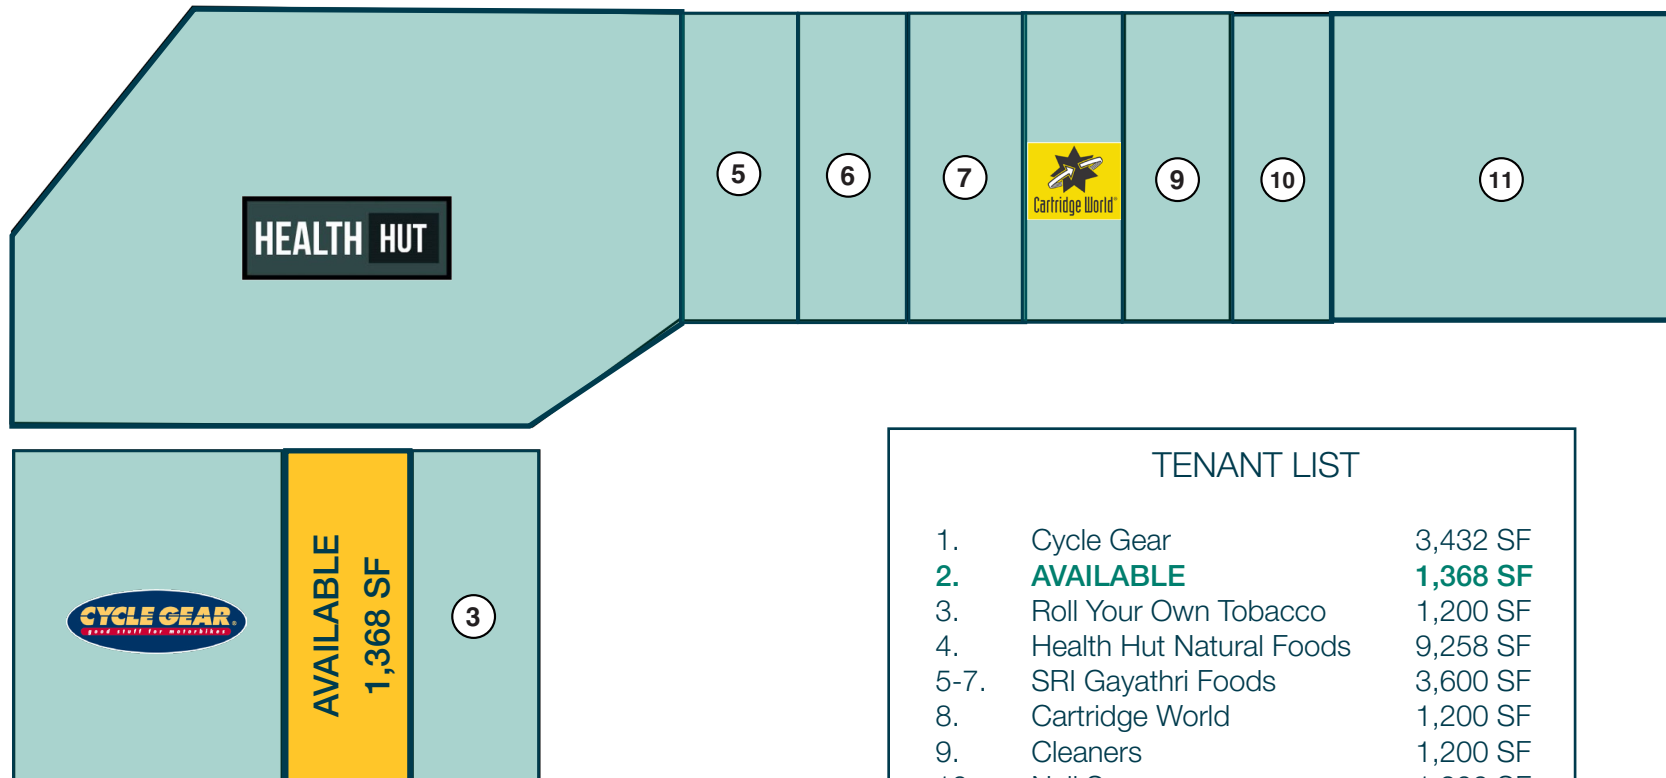 HEALTH HUT
5
6
7
Cartridge World
9
10
11
CYCLE GEAR
good stuff for motorbikes
AVAILABLE
1,368 SF
3
TENANT LIST
1. Cycle Gear 3,432 SF
2. AVAILABLE 1,368 SF
3. Roll Your Own Tobacco 1,200 SF
4. Health Hut Natural Foods 9,258 SF
5-7. SRI Gayathri Foods 3,600 SF
8. Cartridge World 1,200 SF
9. Cleaners 1,200 SF